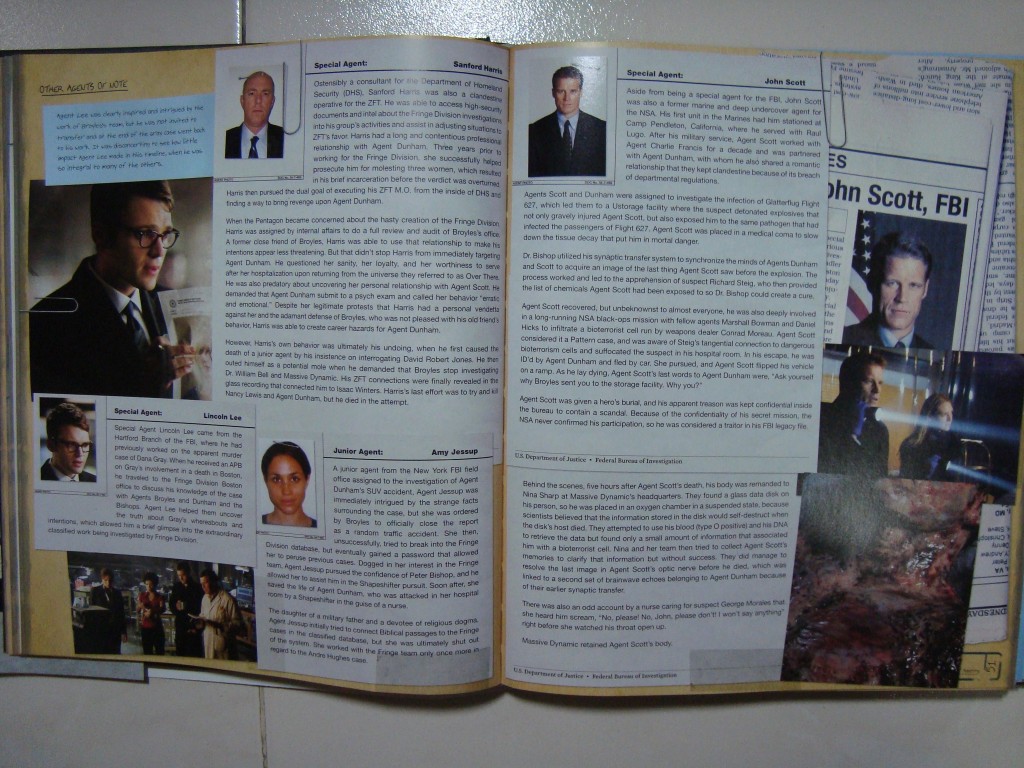 OTHER AGENTS OF NOTE
Agent Lee was clearly inspired and intrigued by the
work of Broyles's team, but he was not invited to
transfer and at the end of the arms case went back
to his work. It was disconcerting to see how little
impact Agent Lee made in this timeline, when he was
so integral to many of the others.
Special Agent: Sanford Harris
Ostensibly a consultant for the Department of Homeland
Security (DHS), Sanford Harris was also a clandestine
operative for the ZFT. He was able to access high-security
documents and intel about the Fringe Division investigations
into his group's activities and assist in adjusting situations to
ZFT's favor. Harris had a long and contentious professional
relationship with Agent Dunham. Three years prior to
working for the Fringe Division, she successfully helped
prosecute him for molesting three women, which resulted
in his brief incarceration before the verdict was overturned.
Harris then pursued the dual goal of executing his ZFT M.O. from the inside of DHS and
finding a way to bring revenge upon Agent Dunham.
When the Pentagon became concerned about the hasty creation of the Fringe Division,
Harris was assigned by internal affairs to do a full review and audit of Broyles's office.
A former close friend of Broyles, Harris was able to use that relationship to make his
intentions appear less threatening. But that didn't stop Harris from immediately targeting
Agent Dunham. He questioned her sanity, her loyalty, and her worthiness to serve
after her hospitalization upon returning from the universe they referred to as Over There.
He was also predatory about uncovering her personal relationship with Agent Scott. He
demanded that Agent Dunham submit to a psych exam and called her behavior "erratic
and emotional." Despite her legitimate protests that Harris had a personal vendetta
against her and the adamant defense of Broyles, who was not pleased with his old friend's
behavior, Harris was able to create career hazards for Agent Dunham.
However, Harris's own behavior was ultimately his undoing, when he first caused the
death of a junior agent by his insistence on interrogating David Robert Jones. He then
outed himself as a potential mole when he demanded that Broyles stop investigating
Dr. William Bell and Massive Dynamic. His ZFT connections were finally revealed in the
glass recording that connected him to Isaac Winters. Harris's last effort was to try and kill
Nancy Lewis and Agent Dunham, but he died in the attempt.
Special Agent: Lincoln Lee
Special Agent Lincoln Lee came from the
Hartford Branch of the FBI, where he had
previously worked on the apparent murder
case of Dana Gray. When he received an APB
on Gray's involvement in a death in Boston,
he traveled to the Fringe Division Boston
office to discuss his knowledge of the case
with Agents Broyles and Dunham and the
Bishops. Agent Lee helped them uncover
the truth about Gray's whereabouts and
intentions, which allowed him a brief glimpse into the extraordinary
classified work being investigated by Fringe Division.
Junior Agent: Amy Jessup
A junior agent from the New York FBI field
office assigned to the investigation of Agent
Dunham's SUV accident, Agent Jessup was
immediately intrigued by the strange facts
surrounding the case, but she was ordered
by Broyles to officially close the report
as a random traffic accident. She then,
unsuccessfully, tried to break into the Fringe
Division database, but eventually gained a password that allowed
her to peruse previous cases. Dogged in her interest in the Fringe
team, Agent Jessup pursued the confidence of Peter Bishop, and he
allowed her to assist him in the Shapeshifter pursuit. Soon after, she
saved the life of Agent Dunham, who was attacked in her hospital
room by a Shapeshifter in the guise of a nurse.
The daughter of a military father and a devotee of religious dogma,
Agent Jessup initially tried to connect Biblical passages to the Fringe
cases in the classified database, but she was ultimately shut out
of the system. She worked with the Fringe team only once more in
regard to the Andre Hughes case.
Special Agent: John Scott
Aside from being a special agent for the FBI, John Scott
was also a former marine and deep undercover agent for
the NSA. His first unit in the Marines had him stationed at
Camp Pendleton, California, where he served with Raul
Lugo. After his military service, Agent Scott worked with
Agent Charlie Francis for a decade and was partnered
with Agent Dunham, with whom he also shared a romantic
relationship that they kept clandestine because of its breach
of departmental regulations.
Agents Scott and Dunham were assigned to investigate the infection of Glatterflug Flight
627, which led them to a Ustorage facility where the suspect detonated explosives that
not only gravely injured Agent Scott, but also exposed him to the same pathogen that had
infected the passengers of Flight 627. Agent Scott was placed in a medical coma to slow
down the tissue decay that put him in mortal danger.
Dr. Bishop utilized his synaptic transfer system to synchronize the minds of Agents Dunham
and Scott to acquire an image of the last thing Agent Scott saw before the explosion. The
process worked and led to the apprehension of suspect Richard Steig, who then provided
the list of chemicals Agent Scott had been exposed to so Dr. Bishop could create a cure.
Agent Scott recovered, but unbeknownst to almost everyone, he was also deeply involved
in a long-running NSA black-ops mission with fellow agents Marshall Bowman and Daniel
Hicks to infiltrate a bioterrorist cell run by weapons dealer Conrad Moreau. Agent Scott
considered it a Pattern case, and was aware of Steig's tangential connection to dangerous
bioterrorism cells and suffocated the suspect in his hospital room. In his escape, he was
ID'd by Agent Dunham and fled by car. She pursued, and Agent Scott flipped his vehicle
on a ramp. As he lay dying, Agent Scott's last words to Agent Dunham were, "Ask yourself
why Broyles sent you to the storage facility. Why you?"
Agent Scott was given a hero's burial, and his apparent treason was kept confidential inside
the bureau to contain a scandal. Because of the confidentiality of his secret mission, the
NSA never confirmed his participation, so he was considered a traitor in his FBI legacy file.
U.S. Department of Justice • Federal Bureau of Investigation
Behind the scenes, five hours after Agent Scott's death, his body was remanded to
Nina Sharp at Massive Dynamic's headquarters. They found a glass data disk on
his person, so he was placed in an oxygen chamber in a suspended state, because
scientists believed that the information stored in the disk would self-destruct when
the disk's host died. They attempted to use his blood (type O positive) and his DNA
to retrieve the data but found only a small amount of information that associated
him with a bioterrorist cell. Nina and her team then tried to collect Agent Scott's
memories to clarify that information but without success. They did manage to
resolve the last image in Agent Scott's optic nerve before he died, which was
linked to a second set of brainwave echoes belonging to Agent Dunham because
of their earlier synaptic transfer.
There was also an odd account by a nurse caring for suspect George Morales that
she heard him scream, "No, please! No, John, please don't! I won't say anything"
right before she watched his throat open up.
Massive Dynamic retained Agent Scott's body.
U.S. Department of Justice • Federal Bureau of Investigation
ES
ohn Scott, FBI